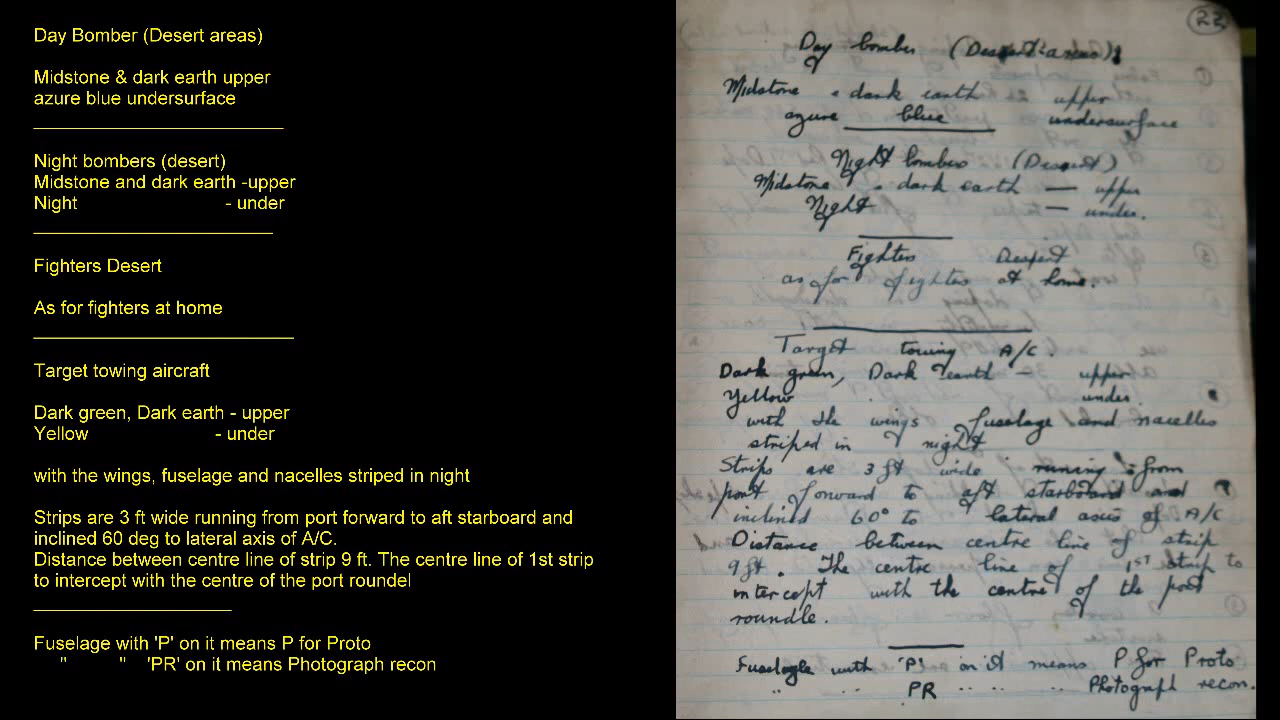 Day Bomber (Desert areas)
Midstone & dark earth upper
azure blue undersurface
Night bombers (desert)
Midstone and dark earth -upper
Night - under
Fighters Desert
As for fighters at home
Target towing aircraft
Dark green, Dark earth - upper
Yellow - under
with the wings, fuselage and nacelles striped in night
Strips are 3 ft wide running from port forward to aft starboard and
inclined 60 deg to lateral axis of A/C.
Distance between centre line of strip 9 ft. The centre line of 1st strip
to intercept with the centre of the port roundel
Fuselage with 'P' on it means P for Proto
" " 'PR' on it means Photograph recon
23
Day bomber (Desert areas)
Midstone & dark earth upper
azure blue undersurface
Night bombers (Desert)
Midstone & dark earth — upper
Night — under.
Fighters Desert
as for fighters at home.
Target towing A/C.
Dark green, Dark earth — upper
Yellow under
with the wings fuselage and nacelles
striped in night
Strips are 3 ft wide runing from
port forward to aft starboard and
inclined 60° to lateral axis of A/C
Distance between centre line of strip
9ft. The centre line of 1ST strip to
intercept with the centre of the port
roundle.
Fuselage with 'P' on it means P for Proto
" " PR " " " Photograph recon.